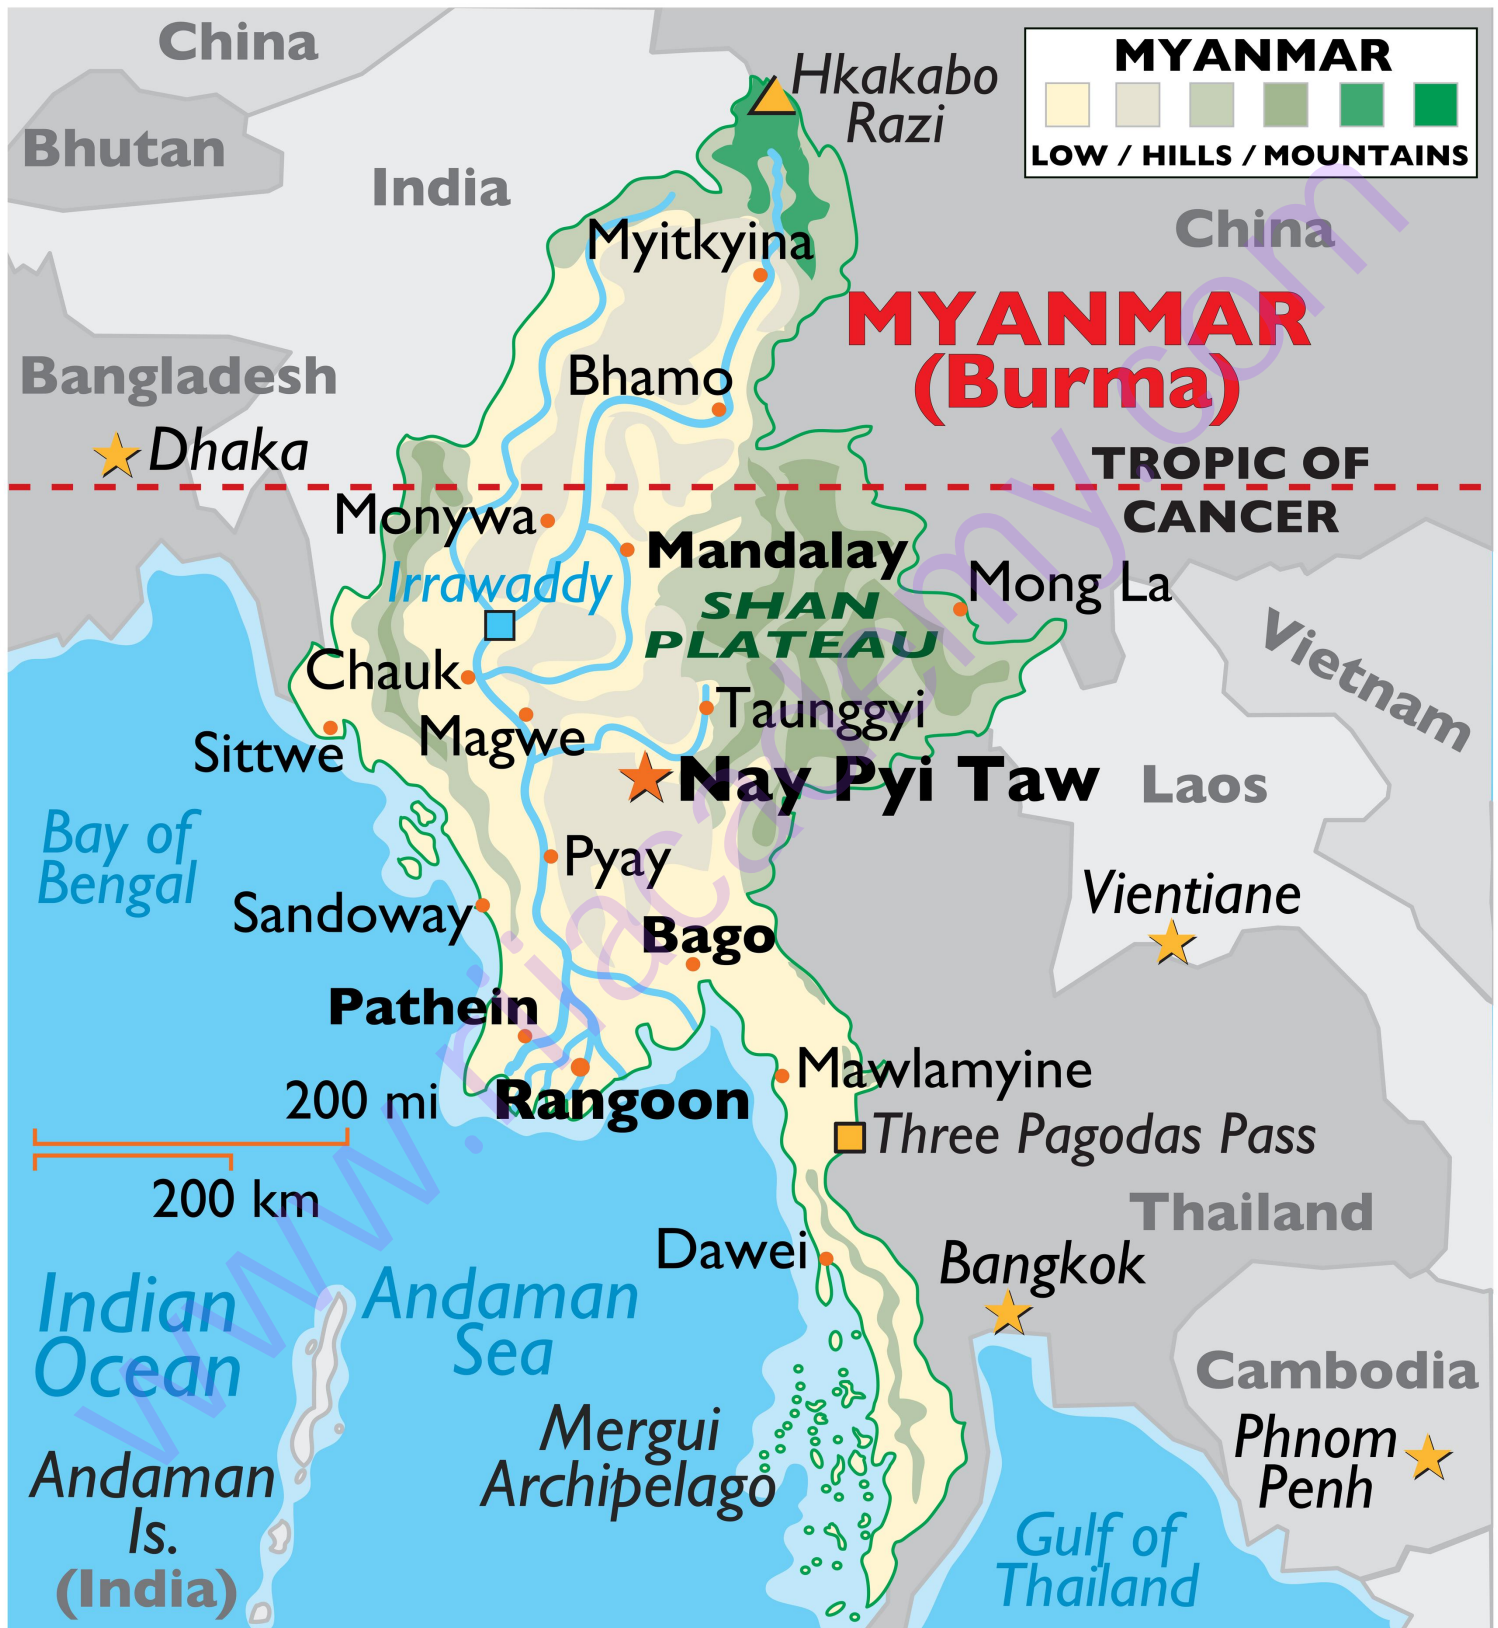 China
Hkakabo
Razi
MYANMAR
LOW / HILLS / MOUNTAINS
Bhutan
India
China
Myitkyina
MYANMAR
(Burma)
Bangladesh
Bhamo
Dhaka
TROPIC OF
CANCER
Monywa
Mandalay
Irrawaddy
SHAN
PLATEAU
Mong La
Vietnam
Chauk
Taunggyi
Magwe
Sittwe
Nay Pyi Taw
Laos
Bay of
Bengal
Pyay
Sandoway
Vientiane
Bago
Pathein
Mawlamyine
Rangoon
200 mi
Three Pagodas Pass
200 km
Thailand
Dawei
Bangkok
Indian
Ocean
Andaman
Sea
Cambodia
Mergui
Archipelago
Phnom
Penh
Andaman
Is.
(India)
Gulf of
Thailand